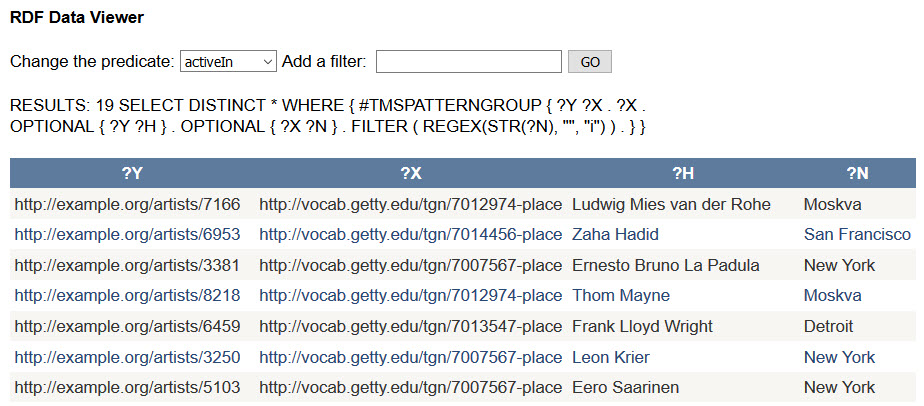 RDF Data Viewer
Change the predicate: activeIn Add a filter: GO
RESULTS: 19 SELECT DISTINCT * WHERE { #TMSPATTERNGROUP { ?Y ?X . ?X .
OPTIONAL { ?Y ?H } . OPTIONAL { ?X ?N } . FILTER ( REGEX(STR(?N), "", "i") ) . } }
?Y ?X ?H ?N
http://example.org/artists/7166 http://vocab.getty.edu/tgn/7012974-place Ludwig Mies van der Rohe Moskva
http://example.org/artists/6953 http://vocab.getty.edu/tgn/7014456-place Zaha Hadid San Francisco
http://example.org/artists/3381 http://vocab.getty.edu/tgn/7007567-place Ernesto Bruno La Padula New York
http://example.org/artists/8218 http://vocab.getty.edu/tgn/7012974-place Thom Mayne Moskva
http://example.org/artists/6459 http://vocab.getty.edu/tgn/7013547-place Frank Lloyd Wright Detroit
http://example.org/artists/3250 http://vocab.getty.edu/tgn/7007567-place Leon Krier New York
http://example.org/artists/5103 http://vocab.getty.edu/tgn/7007567-place Eero Saarinen New York